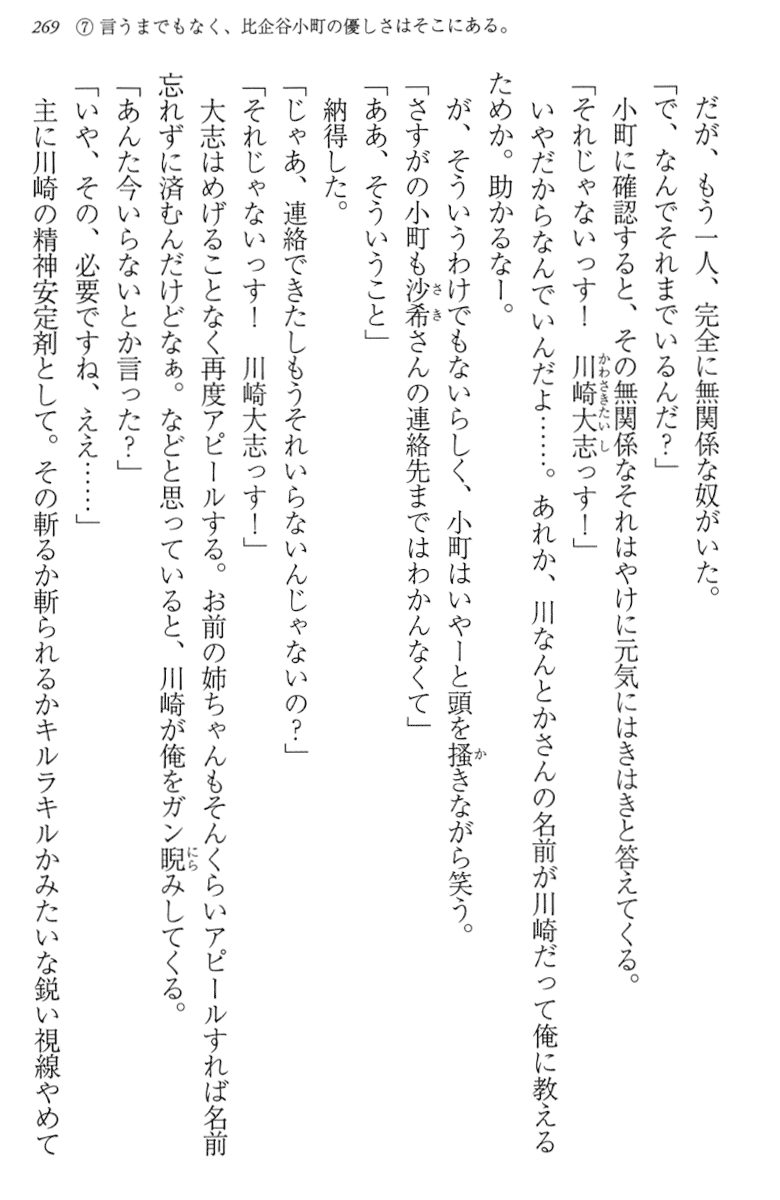 269 ⑦ 言うまでもなく、比企谷小町の優しさはそこにある。
だが、もう一人、完全に無関係な奴がいた。
「で、なんでそれまでいるんだ？」
小町に確認すると、その無関係なそれはやけに元気にはきはきと答えてくる。
「それじゃないっす！　川崎大志っす！」
いやだからなんでいんだよ……。あれか、川なんとかさんの名前が川崎だって俺に教える
ためか。助かるなー。
が、そういうわけでもないらしく、小町はいやーと頭を掻きながら笑う。
「さすがの小町も沙希さんの連絡先まではわかんなくて」
「ああ、そういうこと」
納得した。
「じゃあ、連絡できたしもうそれいらないんじゃないの？」
「それじゃないっす！　川崎大志っす！」
大志はめげることなく再度アピールする。お前の姉ちゃんもそんくらいアピールすれば名前
忘れずに済むんだけどなぁ。などと思っていると、川崎が俺をガン睨みしてくる。
「あんた今いらないとか言った？」
「いや、その、必要ですね、ええ……」
主に川崎の精神安定剤として。その斬るか斬られるかキルラキルかみたいな鋭い視線やめて